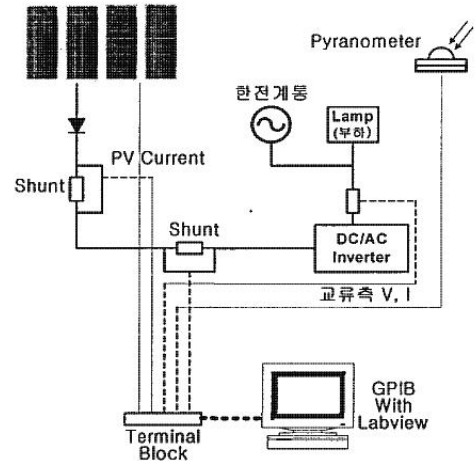 Pyranometer
한전계통
Lamp
(부하)
PV Current
Shunt
Shunt
DC/AC
Inverter
교류측 V, I
GPIB
With
Labview
Terminal
Block